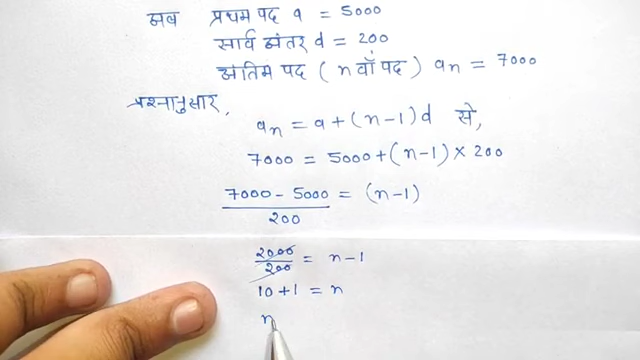 अब प्रथम पद a = 5000
सार्व अंतर d = 200
अंतिम पद ( n वाँ पद ) an = 7000
प्रश्नानुसार,
an = a + (n-1) d से,
7000 = 5000 + (n-1) × 200
7000 - 5000 / 200 = (n-1)
2000 / 200 = n-1
10 + 1 = n
n